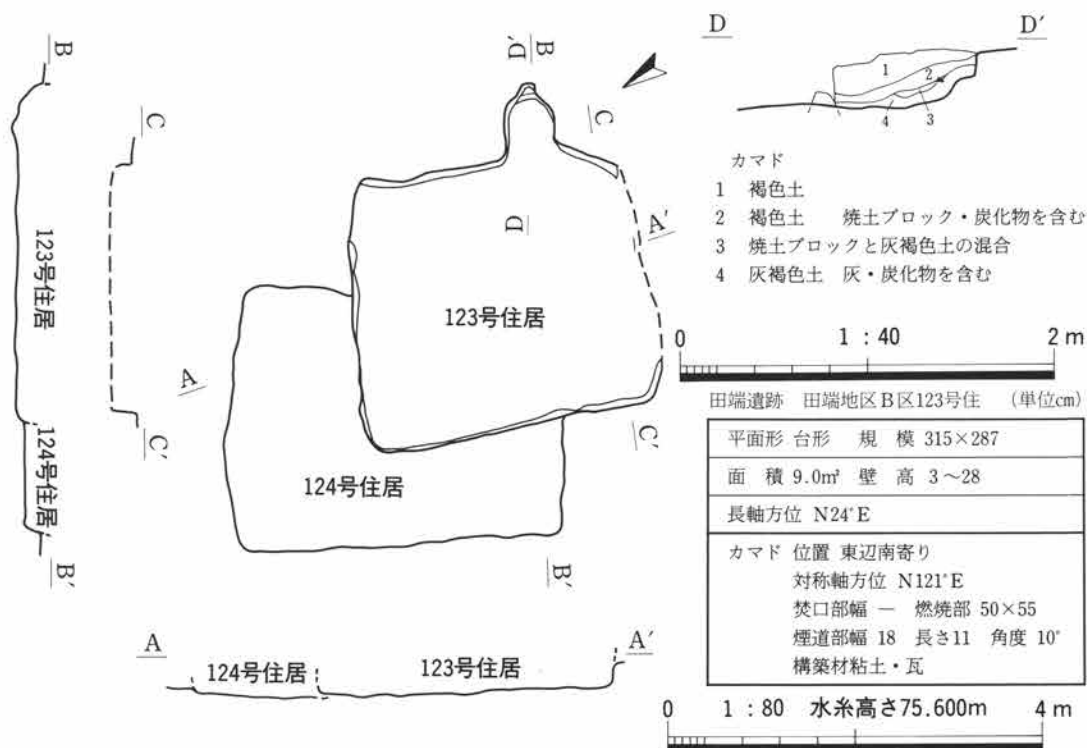 B
B
D′
D
D′
C
C
1
2
4
3
カマド
1 褐色土
2 褐色土 焼土ブロック・炭化物を含む
3 焼土ブロックと灰褐色土の混合
4 灰褐色土 灰・炭化物を含む
D
A′
123号住居
123号住居
0 1:40 2m
A
田端遺跡 田端地区B区123号住 (単位cm)
C′
C′
平面形 台形 規模 315×287
面積 9.0㎡ 壁高 3～28
長軸方位 N24°E
124号住居
124号住居
カマド 位置 東辺南寄り
対称軸方位 N121°E
焚口部幅 ― 燃焼部 50×55
煙道部幅 18 長さ11 角度 10°
構築材粘土・瓦
B′
B′
A
A′
124号住居
123号住居
0 1:80 水糸高さ75.600m 4m